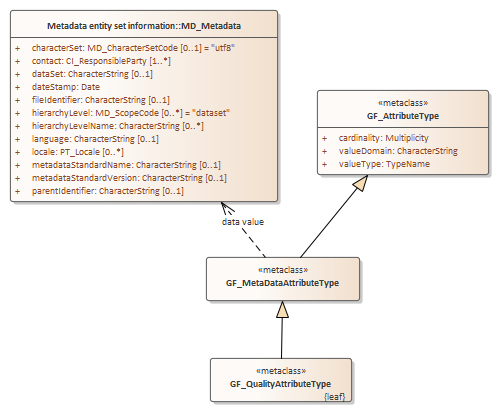 Metadata entity set information::MD_Metadata
+ characterSet: MD_CharacterSetCode [0..1] = "utf8"
+ contact: CI_ResponsibleParty [1..*]
+ dataSet: CharacterString [0..1]
+ dateStamp: Date
+ fileIdentifier: CharacterString [0..1]
+ hierarchyLevel: MD_ScopeCode [0..*] = "dataset"
+ hierarchyLevelName: CharacterString [0..*]
+ language: CharacterString [0..1]
+ locale: PT_Locale [0..*]
+ metadataStandardName: CharacterString [0..1]
+ metadataStandardVersion: CharacterString [0..1]
+ parentIdentifier: CharacterString [0..1]
«metaclass»
GF_AttributeType
+ cardinality: Multiplicity
+ valueDomain: CharacterString
+ valueType: TypeName
data value
«metaclass»
GF_MetaDataAttributeType
«metaclass»
GF_QualityAttributeType
{leaf}